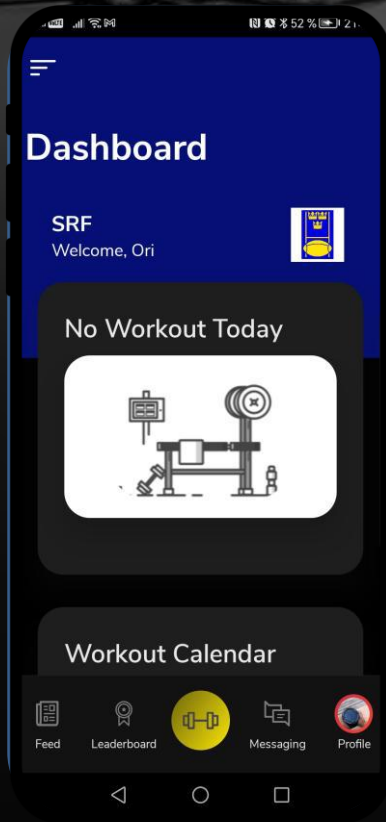 52 %
Dashboard
SRF
Welcome, Ori
No Workout Today
Workout Calendar
Feed
Leaderboard
Messaging
Profile